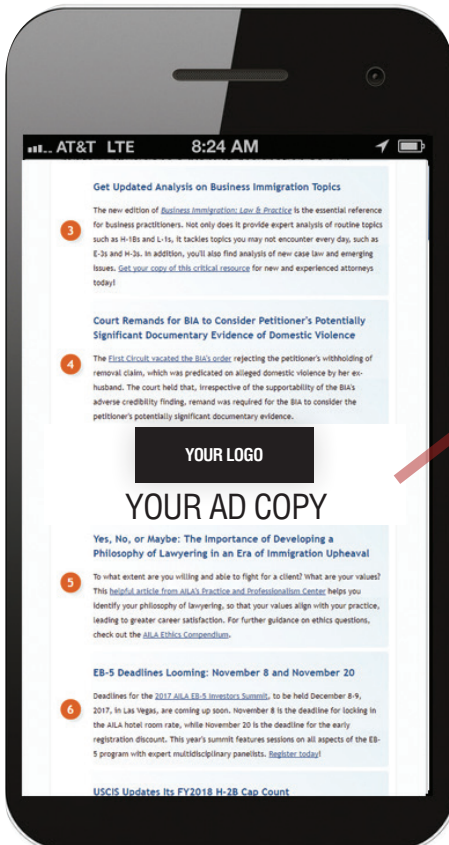 AT&T LTE 8:24 AM
Get Updated Analysis on Business Immigration Topics
3
The new edition of Business Immigration: Law & Practice is the essential reference
for business practitioners. Not only does it provide expert analysis of routine topics
such as H-1Bs and L-1s, it tackles topics you may not encounter every day, such as
E-3s and H-3s. In addition, you'll also find analysis of new case law and emerging
issues. Get your copy of this critical resource for new and experienced attorneys
today!
Court Remands for BIA to Consider Petitioner's Potentially
Significant Documentary Evidence of Domestic Violence
4
The First Circuit vacated the BIA's order rejecting the petitioner's withholding of
removal claim, which was predicated on alleged domestic violence by her ex-
husband. The court held that, irrespective of the supportability of the BIA's
adverse credibility finding, remand was required for the BIA to consider the
petitioner's potentially significant documentary evidence.
YOUR LOGO
YOUR AD COPY
Yes, No, or Maybe: The Importance of Developing a
Philosophy of Lawyering in an Era of Immigration Upheaval
5
To what extent are you willing and able to fight for a client? What are your values?
This helpful article from AILA's Practice and Professionalism Center helps you
identify your philosophy of lawyering, so that your values align with your practice,
leading to greater career satisfaction. For further guidance on ethics questions,
check out the AILA Ethics Compendium.
EB-5 Deadlines Looming: November 8 and November 20
6
Deadlines for the 2017 AILA EB-5 Investors Summit, to be held December 8-9,
2017, in Las Vegas, are coming up soon. November 8 is the deadline for locking in
the AILA hotel room rate, while November 20 is the deadline for the early
registration discount. This year's summit features sessions on all aspects of the EB-
5 program with expert multidisciplinary panelists. Register today!
USCIS Updates Its FY2018 H-2B Cap Count